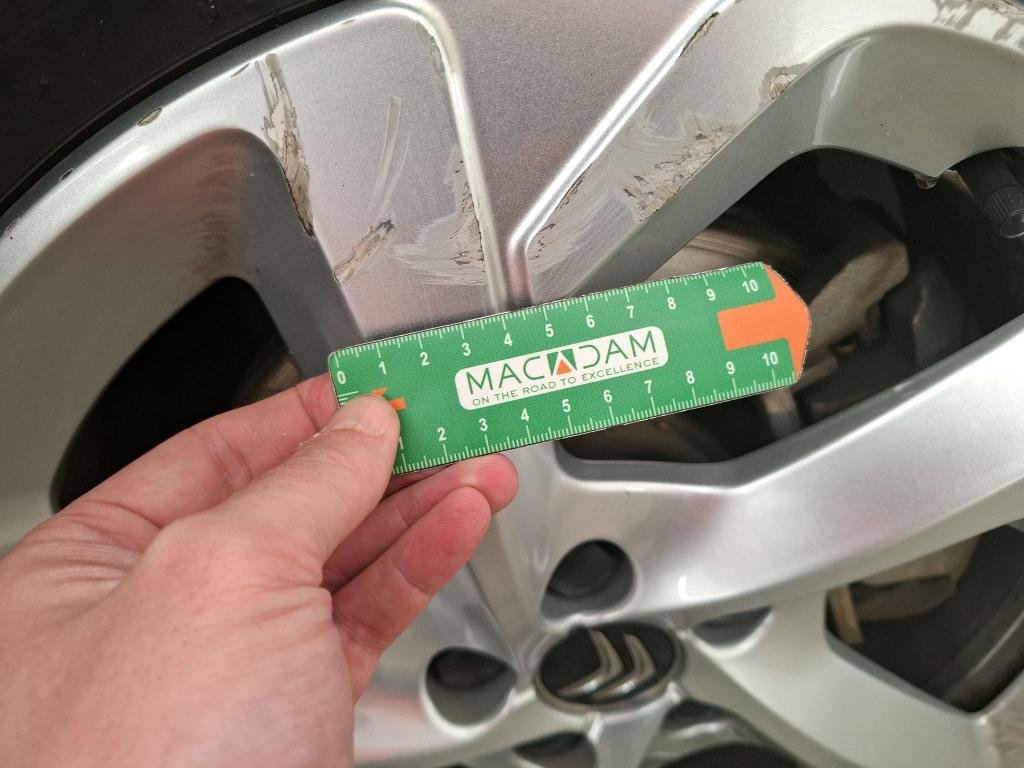 0 1 2 3 4 5 6 7 8 9 10
MACADAM
ON THE ROAD TO EXCELLENCE
1 2 3 4 5 6 7 8 9 10